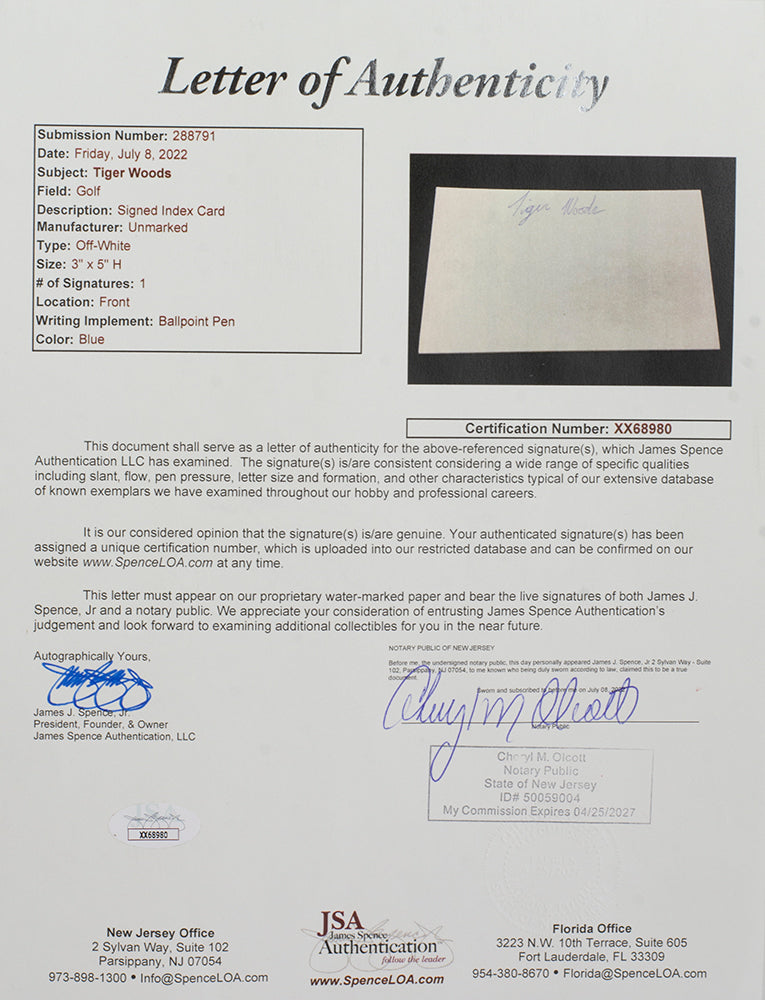 Letter of Authenticity
Submission Number: 288791
Date: Friday, July 8, 2022
Subject: Tiger Woods
Field: Golf
Description: Signed Index Card
Manufacturer: Unmarked
Type: Off-White
Size: 3" x 5" H
# of Signatures: 1
Location: Front
Writing Implement: Ballpoint Pen
Color: Blue
Tiger Woods
Certification Number: XX68980
This document shall serve as a letter of authenticity for the above-referenced signature(s), which James Spence
Authentication LLC has examined. The signature(s) is/are consistent considering a wide range of specific qualities
including slant, flow, pen pressure, letter size and formation, and other characteristics typical of our extensive database
of known exemplars we have examined throughout our hobby and professional careers.
It is our considered opinion that the signature(s) is/are genuine. Your authenticated signature(s) has been
assigned a unique certification number, which is uploaded into our restricted database and can be confirmed on our
website www.SpenceLOA.com at any time.
This letter must appear on our proprietary water-marked paper and bear the live signatures of both James J.
Spence, Jr and a notary public. We appreciate your consideration of entrusting James Spence Authentication's
judgement and look forward to examining additional collectibles for you in the near future.
Autographically Yours,
James J. Spence, Jr.
President, Founder, & Owner
James Spence Authentication, LLC
NOTARY PUBLIC OF NEW JERSEY
Before me, the undersigned notary public, this day personally appeared James J. Spence, Jr 2 Sylvan Way - Suite
102, Parsippany, NJ 07054, to me known who being duly sworn according to law, claimed this to be a true
document.
Sworn and subscribed to before me on July 08, 2022
Cheryl M Olcott
Notary Public
Cheryl M. Olcott
Notary Public
State of New Jersey
ID# 50059004
My Commission Expires 04/25/2027
JSA
XX68980
New Jersey Office
2 Sylvan Way, Suite 102
Parsippany, NJ 07054
973-898-1300 • Info@SpenceLOA.com
JSA
James Spence
Authentication
follow the leader
www.SpenceLOA.com
Florida Office
3223 N.W. 10th Terrace, Suite 605
Fort Lauderdale, FL 33309
954-380-8670 • Florida@SpenceLOA.com